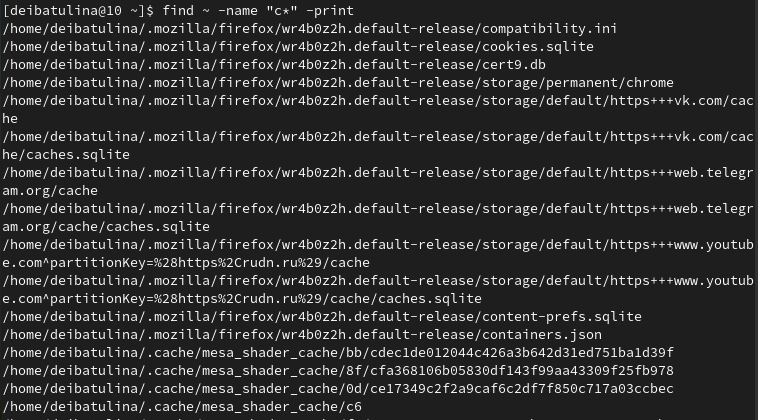 [deibatulina@10 ~]$ find ~ -name "c*" -print
/home/deibatulina/.mozilla/firefox/wr4b0z2h.default-release/compatibility.ini
/home/deibatulina/.mozilla/firefox/wr4b0z2h.default-release/cookies.sqlite
/home/deibatulina/.mozilla/firefox/wr4b0z2h.default-release/cert9.db
/home/deibatulina/.mozilla/firefox/wr4b0z2h.default-release/storage/permanent/chrome
/home/deibatulina/.mozilla/firefox/wr4b0z2h.default-release/storage/default/https+++vk.com/cac
he
/home/deibatulina/.mozilla/firefox/wr4b0z2h.default-release/storage/default/https+++vk.com/cac
he/caches.sqlite
/home/deibatulina/.mozilla/firefox/wr4b0z2h.default-release/storage/default/https+++web.telegr
am.org/cache
/home/deibatulina/.mozilla/firefox/wr4b0z2h.default-release/storage/default/https+++web.telegr
am.org/cache/caches.sqlite
/home/deibatulina/.mozilla/firefox/wr4b0z2h.default-release/storage/default/https+++www.youtub
e.com^partitionKey=%28https%2Crudn.ru%29/cache
/home/deibatulina/.mozilla/firefox/wr4b0z2h.default-release/storage/default/https+++www.youtub
e.com^partitionKey=%28https%2Crudn.ru%29/cache/caches.sqlite
/home/deibatulina/.mozilla/firefox/wr4b0z2h.default-release/content-prefs.sqlite
/home/deibatulina/.mozilla/firefox/wr4b0z2h.default-release/containers.json
/home/deibatulina/.cache/mesa_shader_cache/bb/cdec1de012044c426a3b642d31ed751ba1d39f
/home/deibatulina/.cache/mesa_shader_cache/8f/cfa368106b05830df143f99aa43309f25fb978
/home/deibatulina/.cache/mesa_shader_cache/0d/ce17349c2f2a9caf6c2df7f850c717a03ccbec
/home/deibatulina/.cache/mesa_shader_cache/c6